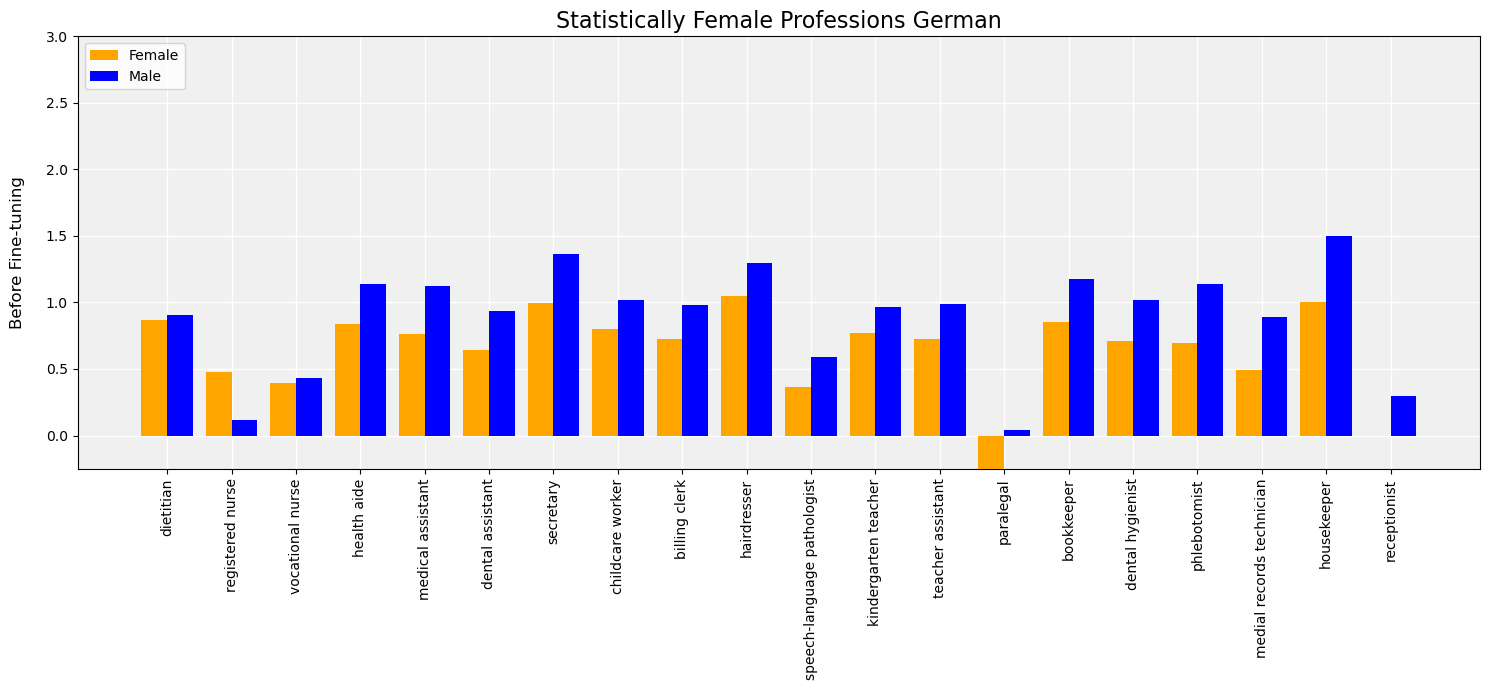 Statistically Female Professions German
Female
Male
Before Fine-tuning
3.0
2.5
2.0
1.5
1.0
0.5
0.0
dietitian
registered nurse
vocational nurse
health aide
medical assistant
dental assistant
secretary
childcare worker
billing clerk
hairdresser
speech-language pathologist
kindergarten teacher
teacher assistant
paralegal
bookkeeper
dental hygienist
phlebotomist
medial records technician
housekeeper
receptionist